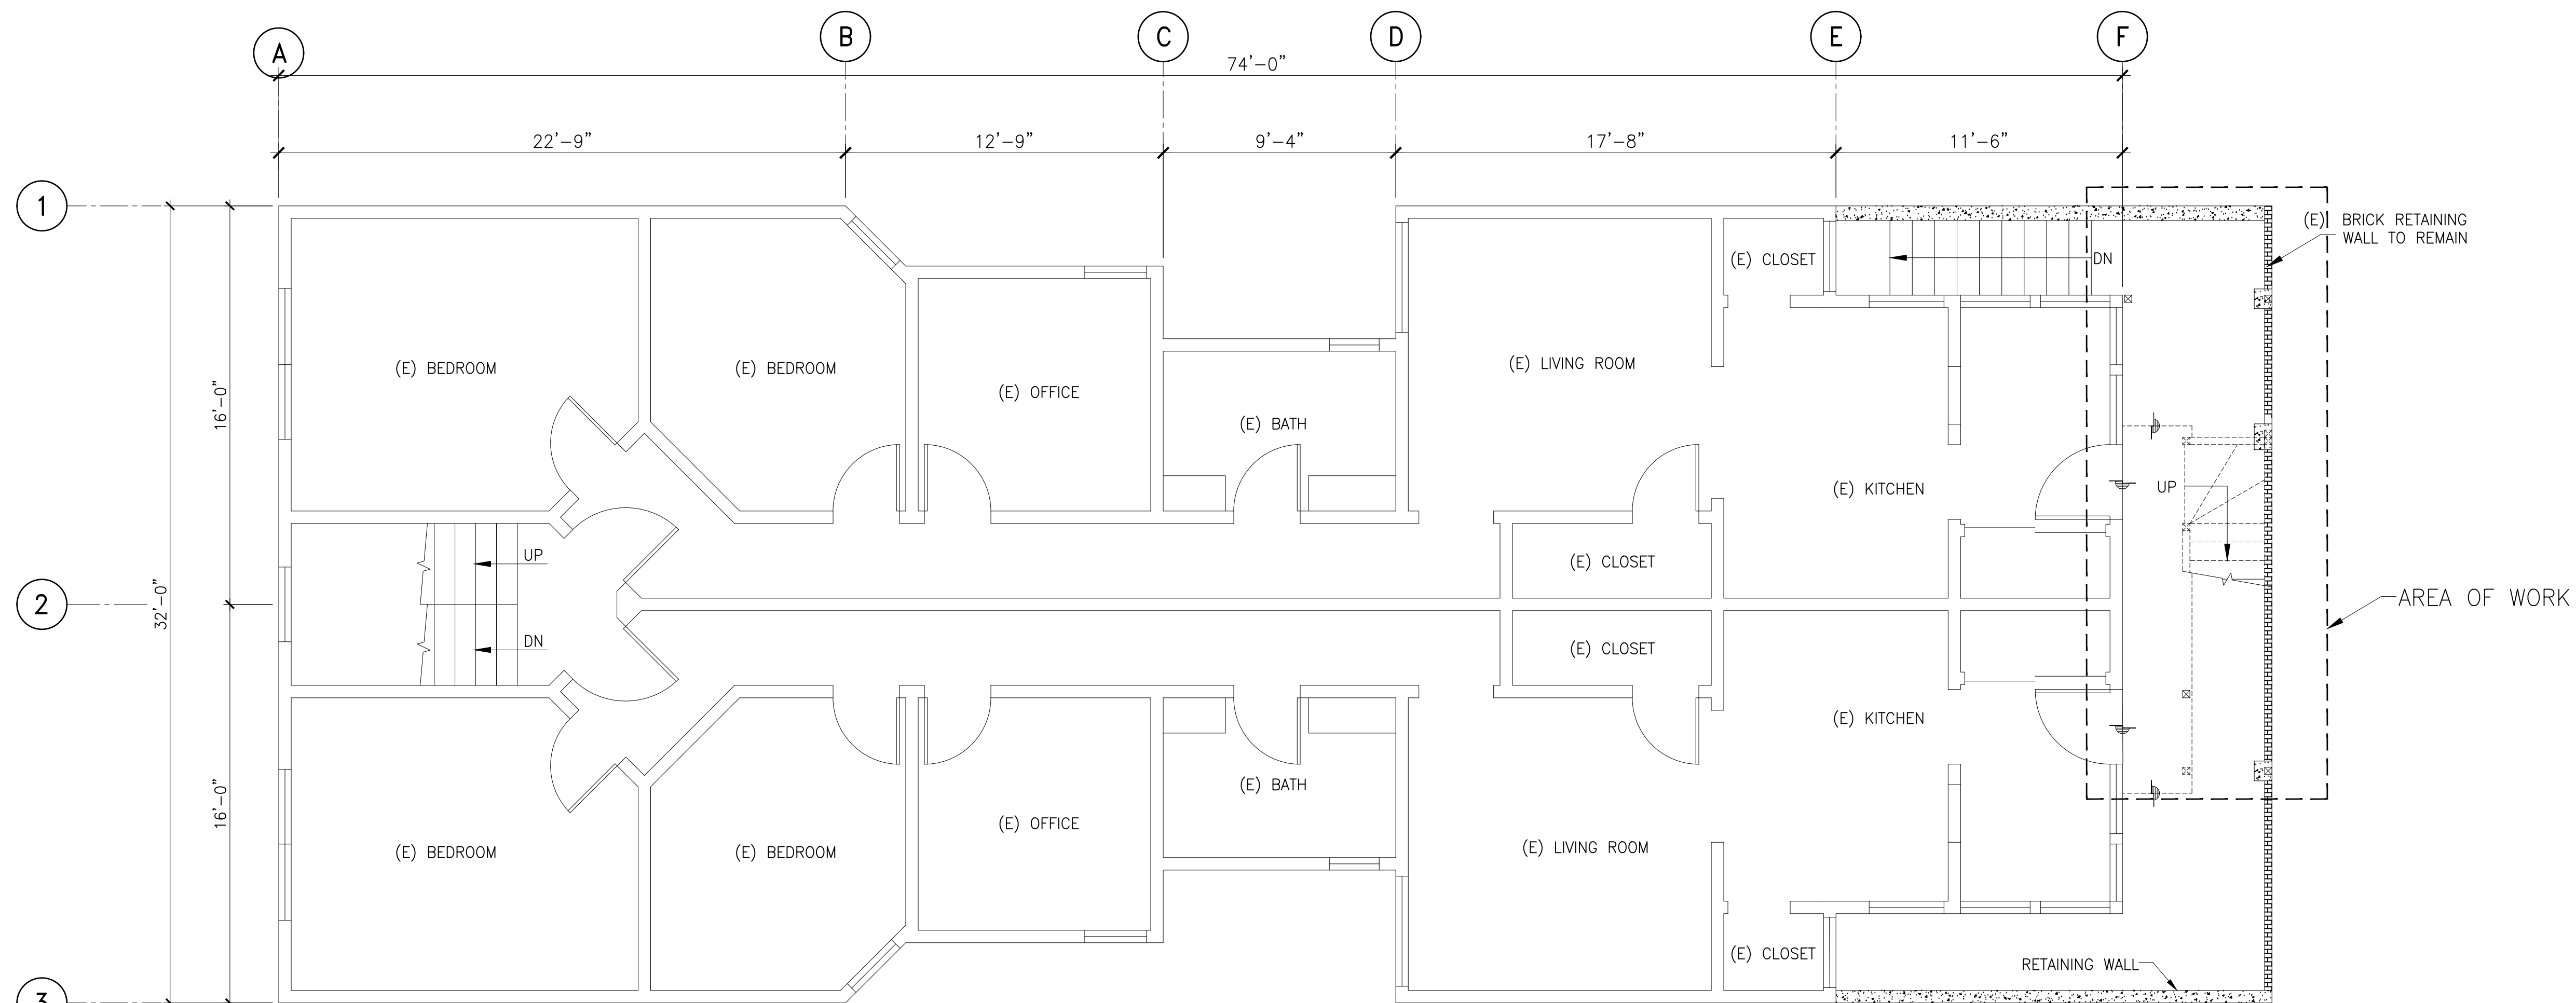 A
B
C
D
E
F
74'-0"
22'-9"
12'-9"
9'-4"
17'-8"
11'-6"
1
(E) BRICK RETAINING
WALL TO REMAIN
(E) CLOSET
DN
(E) BEDROOM
(E) BEDROOM
(E) LIVING ROOM
(E) OFFICE
16'-0"
(E) BATH
(E) KITCHEN
UP
UP
(E) CLOSET
2
32'-0"
AREA OF WORK
DN
(E) CLOSET
(E) KITCHEN
16'-0"
(E) BATH
(E) OFFICE
(E) BEDROOM
(E) BEDROOM
(E) LIVING ROOM
(E) CLOSET
RETAINING WALL
3